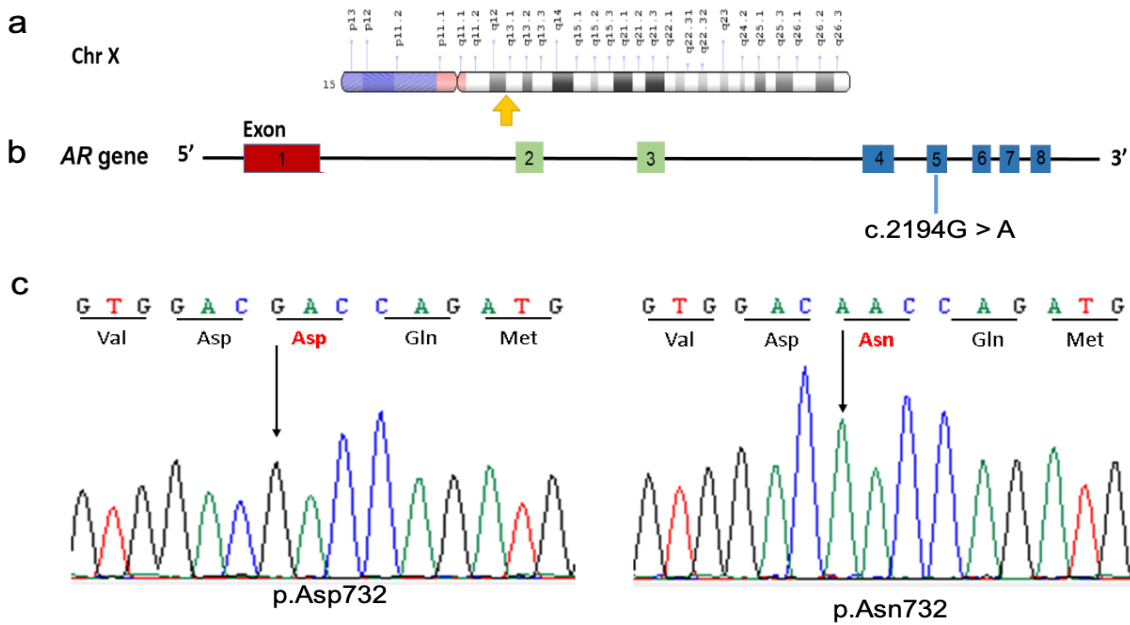 a
Chr X
p13 p12 p11.2 p11.1 q11.1 q11.2 q12 q13.1 q13.2 q13.3 q14 q15.1 q15.2 q15.3 q21.1 q21.2 q21.3 q22.1 q22.31 q22.32 q23 q24.2 q25.1 q25.3 q26.1 q26.2 q26.3
15
b
Exon
AR gene 5’ 1 2 3 4 5 6 7 8 3’
c.2194G > A
c
G T G G A C G A C C A G A T G
Val Asp Asp Gln Met
p.Asp732
G T G G A C A A C C A G A T G
Val Asp Asn Gln Met
p.Asn732